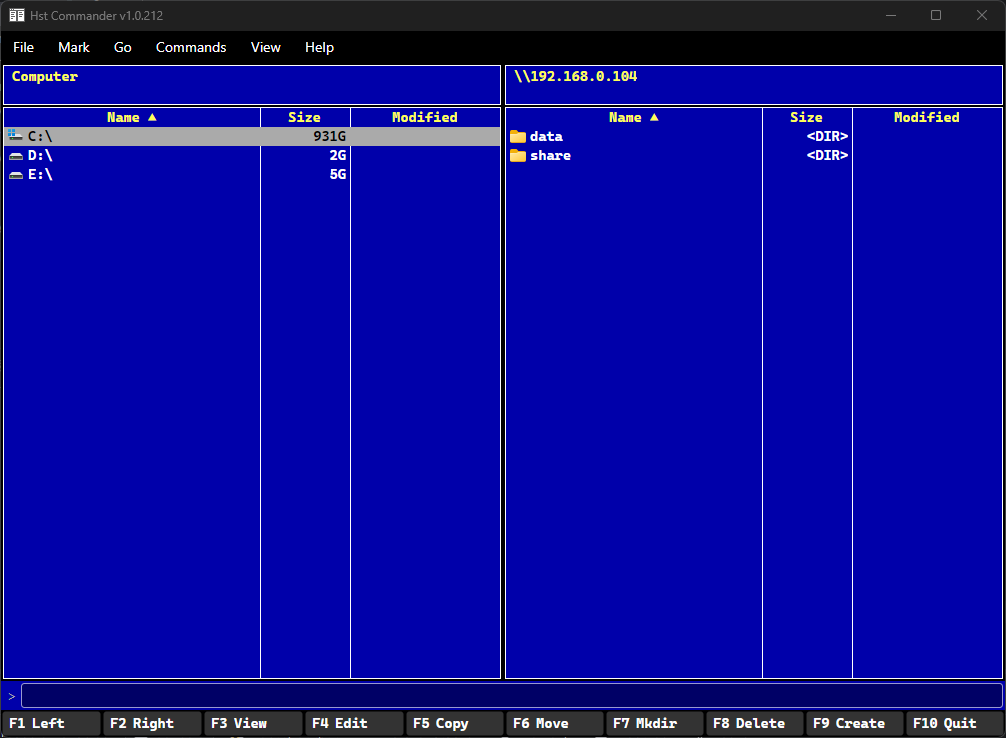 Hst Commander v1.0.212
File Mark Go Commands View Help
Computer
Name ▲ Size Modified
C:\ 931G
D:\ 2G
E:\ 5G
\\192.168.0.104
Name ▲ Size Modified
data <DIR>
share <DIR>
>
F1 Left F2 Right F3 View F4 Edit F5 Copy F6 Move F7 Mkdir F8 Delete F9 Create F10 Quit